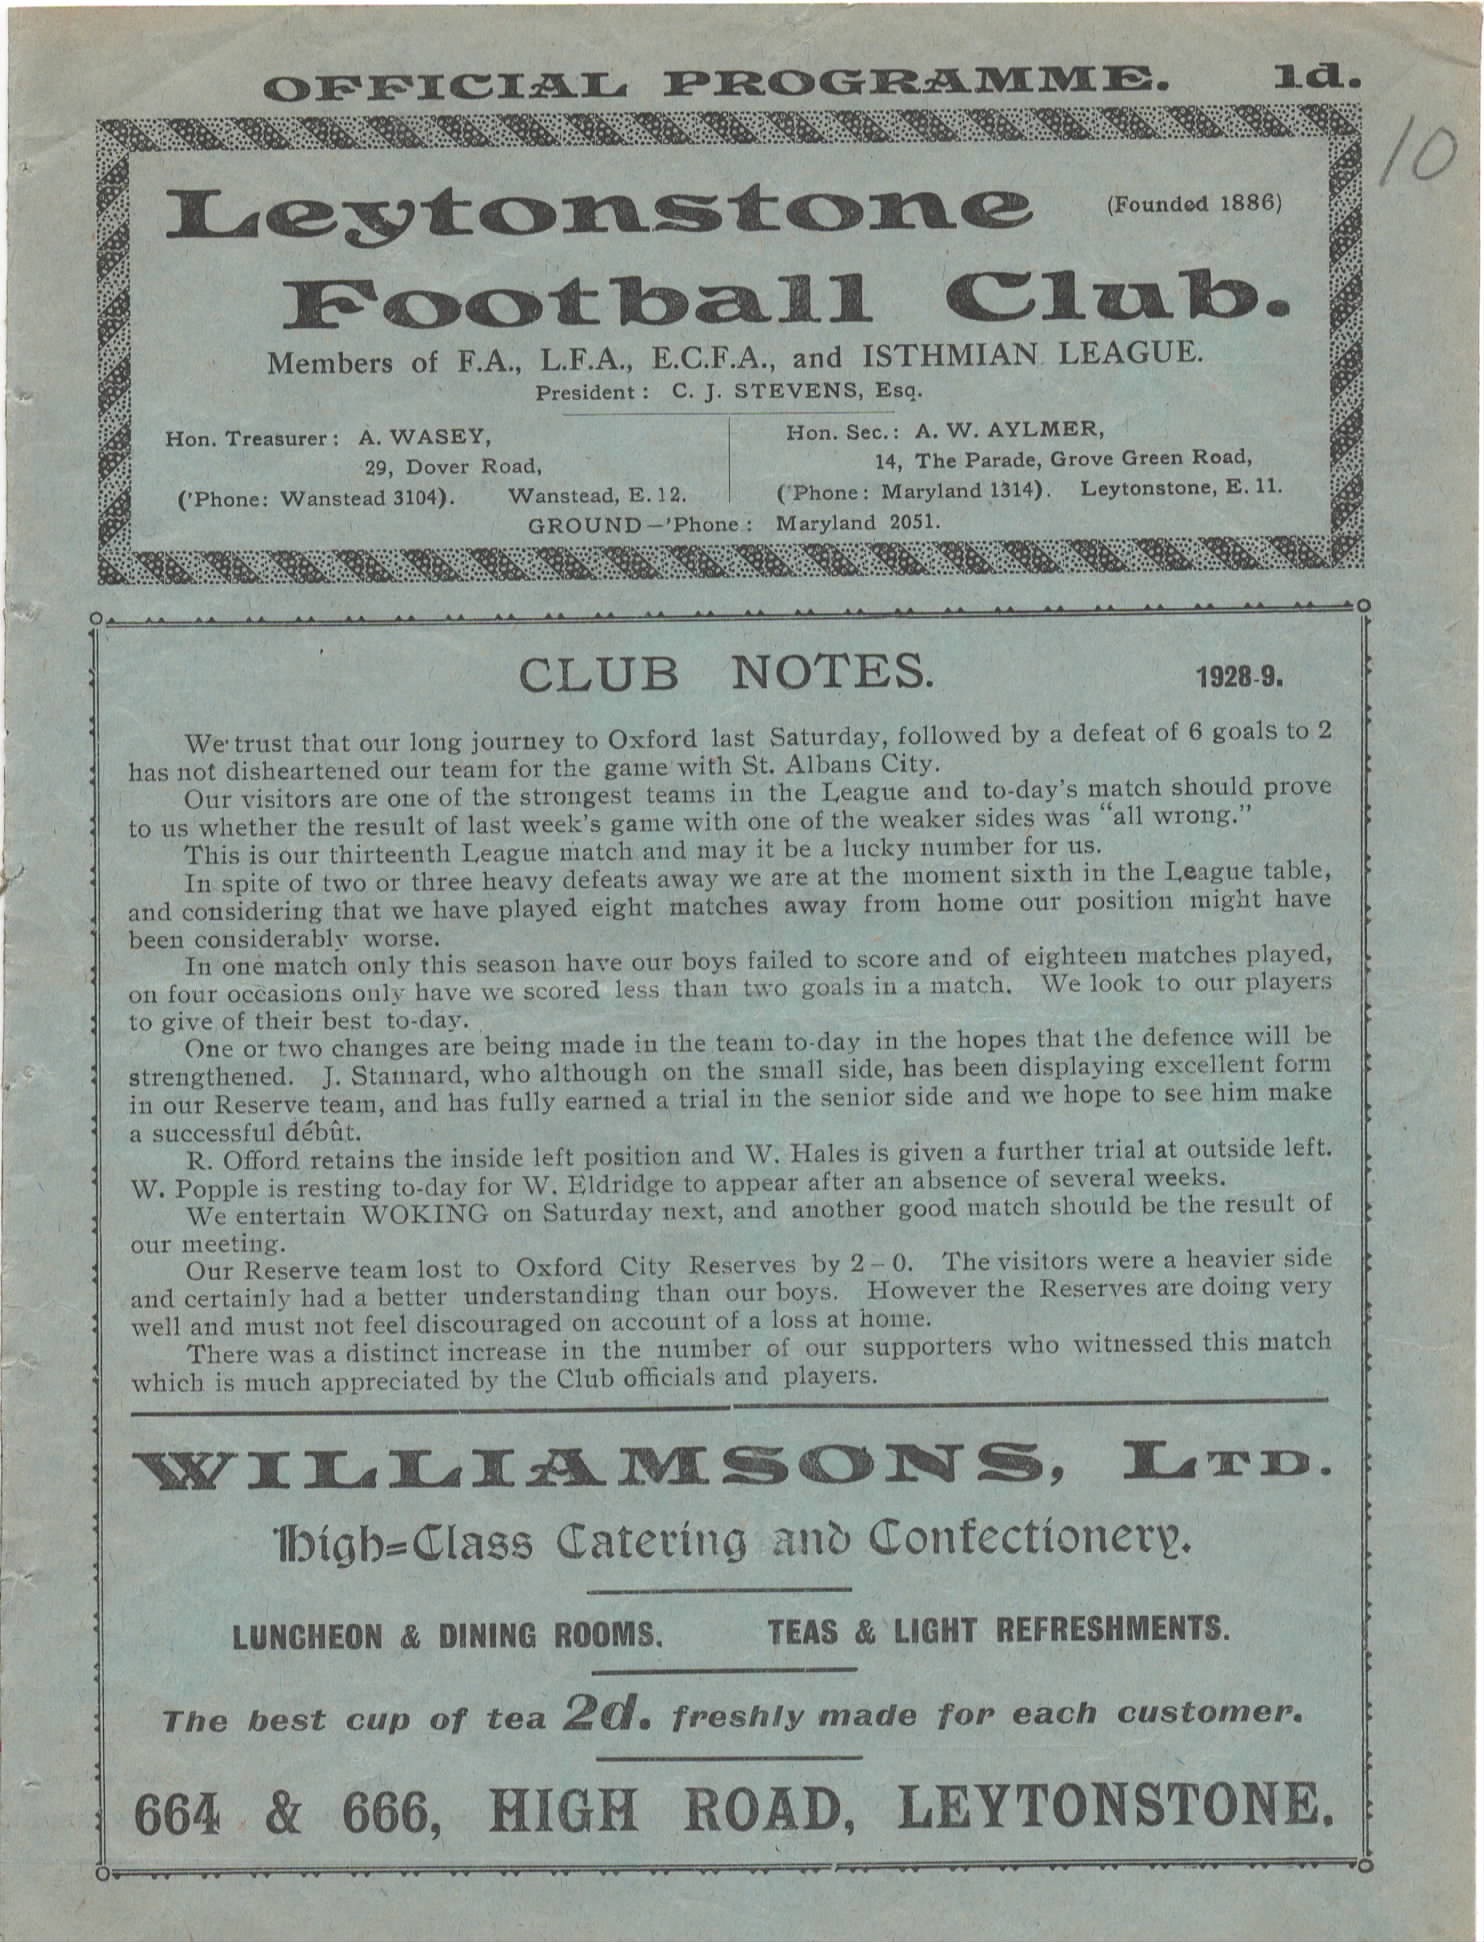 OFFICIAL PROGRAMME. 1d.
10
Leytonstone (Founded 1886)
Football Club.
Members of F.A., L.F.A., E.C.F.A., and ISTHMIAN LEAGUE.
President : C. J. STEVENS, Esq.
Hon. Treasurer : A. WASEY,
29, Dover Road,
('Phone: Wanstead 3104). Wanstead, E. 12.
Hon. Sec. : A. W. AYLMER,
14, The Parade, Grove Green Road,
('Phone : Maryland 1314). Leytonstone, E. 11.
GROUND—'Phone : Maryland 2051.
CLUB NOTES. 1928-9.
We trust that our long journey to Oxford last Saturday, followed by a defeat of 6 goals to 2
has not disheartened our team for the game with St. Albans City.
Our visitors are one of the strongest teams in the League and to-day's match should prove
to us whether the result of last week's game with one of the weaker sides was "all wrong."
This is our thirteenth League match and may it be a lucky number for us.
In spite of two or three heavy defeats away we are at the moment sixth in the League table,
and considering that we have played eight matches away from home our position might have
been considerably worse.
In one match only this season have our boys failed to score and of eighteen matches played,
on four occasions only have we scored less than two goals in a match. We look to our players
to give of their best to-day.
One or two changes are being made in the team to-day in the hopes that the defence will be
strengthened. J. Stannard, who although on the small side, has been displaying excellent form
in our Reserve team, and has fully earned a trial in the senior side and we hope to see him make
a successful débût.
R. Offord retains the inside left position and W. Hales is given a further trial at outside left.
W. Popple is resting to-day for W. Eldridge to appear after an absence of several weeks.
We entertain WOKING on Saturday next, and another good match should be the result of
our meeting.
Our Reserve team lost to Oxford City Reserves by 2–0. The visitors were a heavier side
and certainly had a better understanding than our boys. However the Reserves are doing very
well and must not feel discouraged on account of a loss at home.
There was a distinct increase in the number of our supporters who witnessed this match
which is much appreciated by the Club officials and players.
WILLIAMSONS, LTD.
High=Class Catering and Confectionery.
LUNCHEON & DINING ROOMS. TEAS & LIGHT REFRESHMENTS.
The best cup of tea 2d. freshly made for each customer.
664 & 666, HIGH ROAD, LEYTONSTONE.